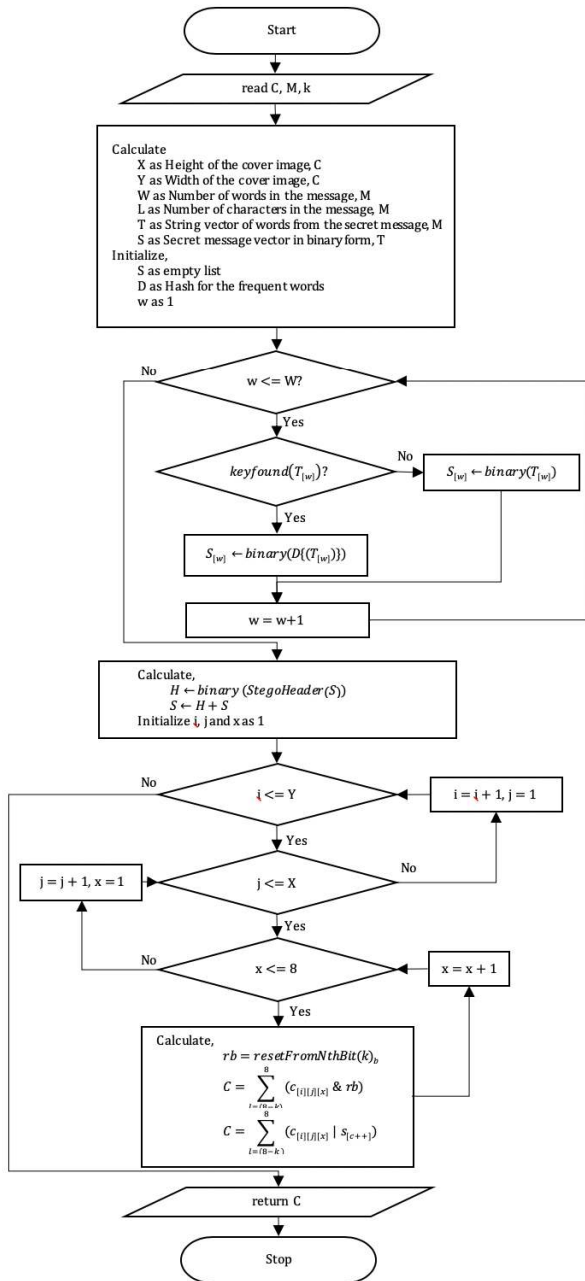 Start
read C, M, k
Calculate
X as Height of the cover image, C
Y as Width of the cover image, C
W as Number of words in the message, M
L as Number of characters in the message, M
T as String vector of words from the secret message, M
S as Secret message vector in binary form, T
Initialize,
S as empty list
D as Hash for the frequent words
w as 1
No
w <= W?
Yes
keyfound(T[w])?
No
S[w] ← binary(T[w])
Yes
S[w] ← binary(D{(T[w])})
w = w+1
Calculate,
H ← binary (StegoHeader(S))
S ← H + S
Initialize i, j and x as 1
No
i <= Y
i = i + 1, j = 1
Yes
j = j + 1, x = 1
j <= X
No
Yes
No
x <= 8
x = x + 1
Yes
Calculate,
rb = resetFromNthBit(k)b
C = ∑ l=(8−k) 8 (c[i][j][x] & rb)
C = ∑ l=(8−k) 8 (c[i][j][x] | s[c++])
return C
Stop